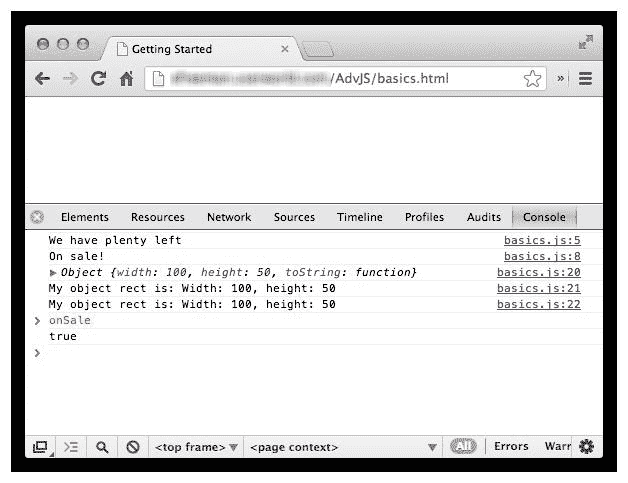 Getting Started
/AdvJS/basics.html
Elements Resources Network Sources Timeline Profiles Audits Console
We have plenty left basics.js:5
On sale! basics.js:8
Object {width: 100, height: 50, toString: function} basics.js:20
My object rect is: Width: 100, height: 50 basics.js:21
My object rect is: Width: 100, height: 50 basics.js:22
onSale
true
<top frame> <page context> All Errors Warr